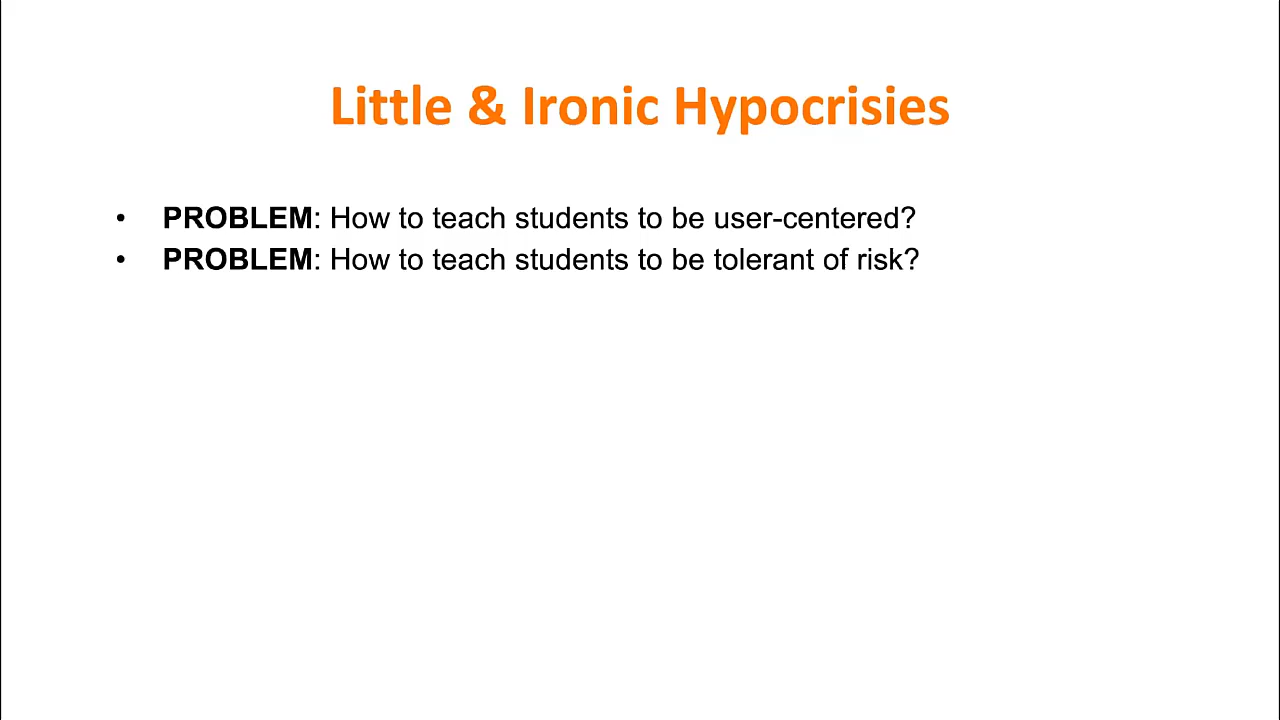 Little & Ironic Hypocrisies
• PROBLEM: How to teach students to be user-centered?
• PROBLEM: How to teach students to be tolerant of risk?